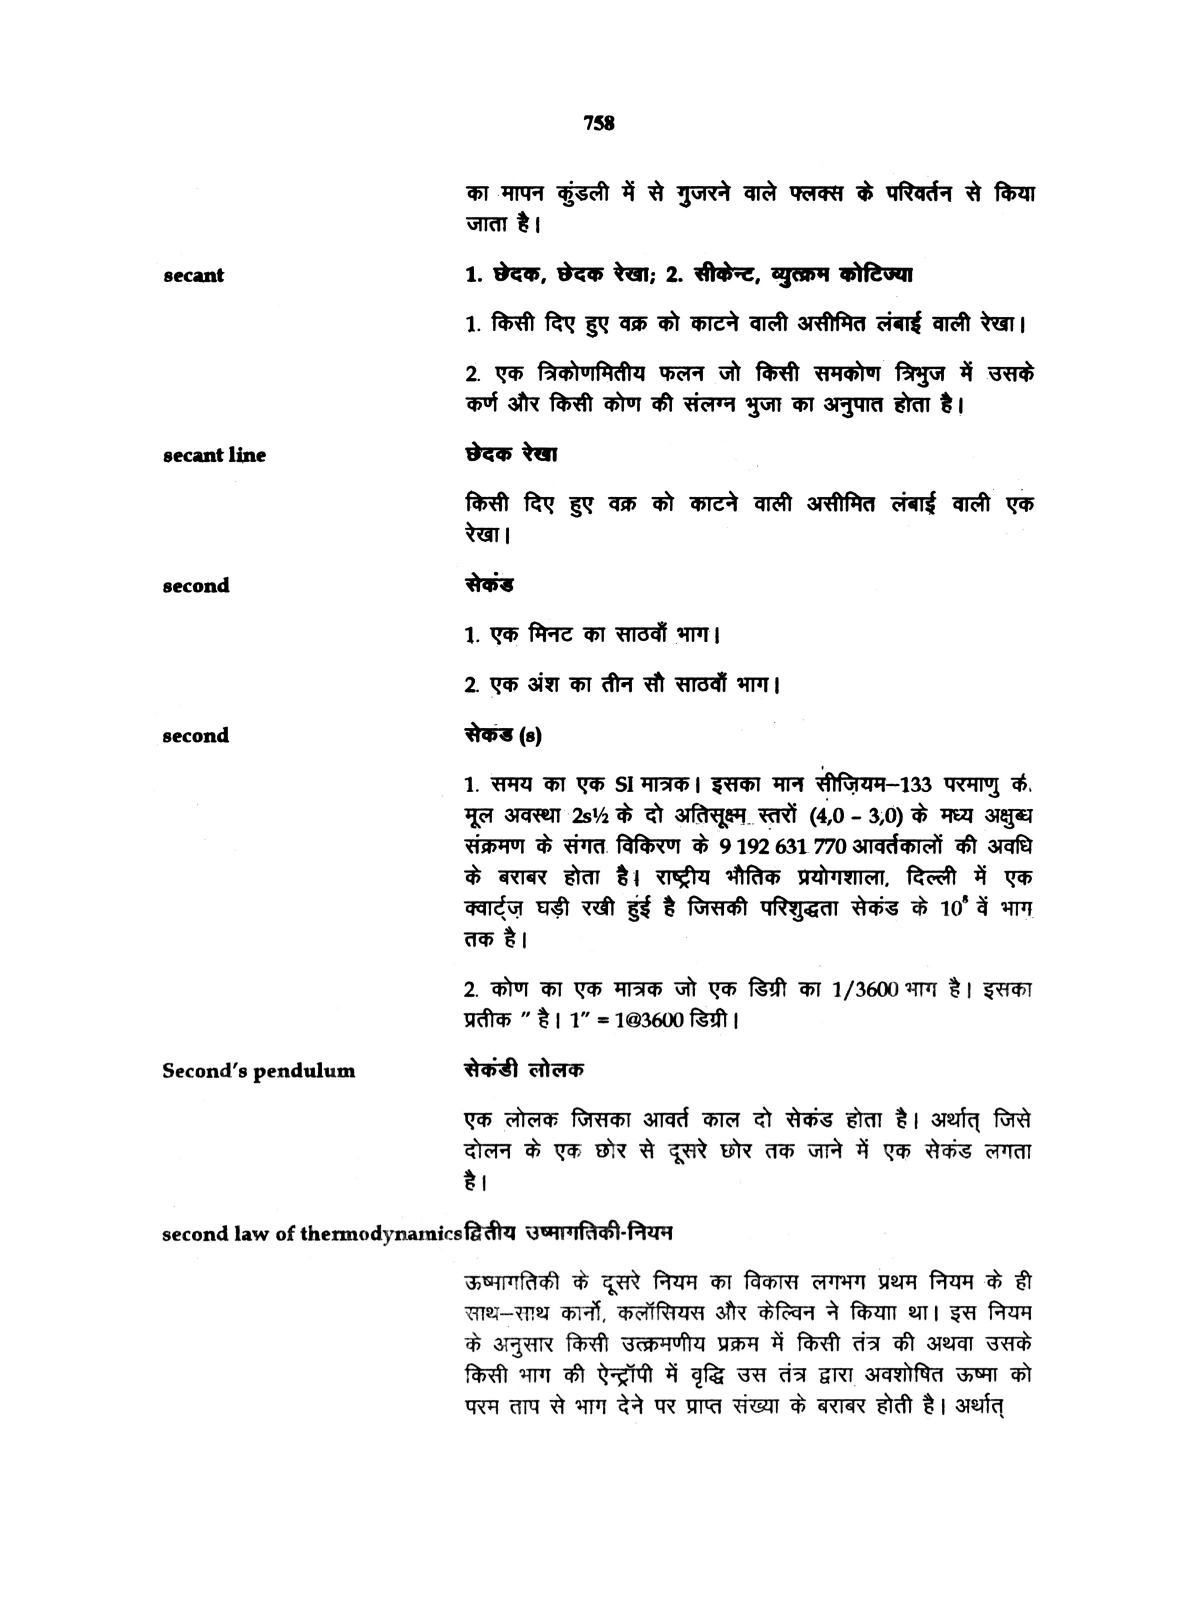 758
का मापन कुंडली में से गुजरने वाले फ्लक्स के परिवर्तन से किया
जाता है।
secant 1. छेदक, छेदक रेखा; 2. सीकेन्ट, व्युत्क्रम कोटिज्या
1. किसी दिए हुए वक्र को काटने वाली असीमित लंबाई वाली रेखा।
2. एक त्रिकोणमितीय फलन जो किसी समकोण त्रिभुज में उसके
कर्ण और किसी कोण की संलग्न भुजा का अनुपात होता है।
secant line छेदक रेखा
किसी दिए हुए वक्र को काटने वाली असीमित लंबाई वाली एक
रेखा।
second सेकंड
1. एक मिनट का साठवाँ भाग।
2. एक अंश का तीन सौ साठवाँ भाग।
second सेकंड (s)
1. समय का एक SI मात्रक। इसका मान सीज़ियम–133 परमाणु के
मूल अवस्था 2s½ के दो अतिसूक्ष्म स्तरों (4,0 – 3,0) के मध्य अक्षुब्ध
संक्रमण के संगत विकिरण के 9 192 631 770 आवर्तकालों की अवधि
के बराबर होता है। राष्ट्रीय भौतिक प्रयोगशाला, दिल्ली में एक
क्वार्ट्ज़ घड़ी रखी हुई है जिसकी परिशुद्धता सेकंड के 10⁸ वें भाग
तक है।
2. कोण का एक मात्रक जो एक डिग्री का 1/3600 भाग है। इसका
प्रतीक ″ है। 1″ = 1@3600 डिग्री।
Second's pendulum सेकंडी लोलक
एक लोलक जिसका आवर्त काल दो सेकंड होता है। अर्थात् जिसे
दोलन के एक छोर से दूसरे छोर तक जाने में एक सेकंड लगता
है।
second law of thermodynamics द्वितीय उष्मागतिकी-नियम
ऊष्मागतिकी के दूसरे नियम का विकास लगभग प्रथम नियम के ही
साथ–साथ कार्नो, कलॉसियस और केल्विन ने कियाा था। इस नियम
के अनुसार किसी उत्क्रमणीय प्रक्रम में किसी तंत्र की अथवा उसके
किसी भाग की ऐन्ट्रॉपी में वृद्धि उस तंत्र द्वारा अवशोषित ऊष्मा को
परम ताप से भाग देने पर प्राप्त संख्या के बराबर होती है। अर्थात्